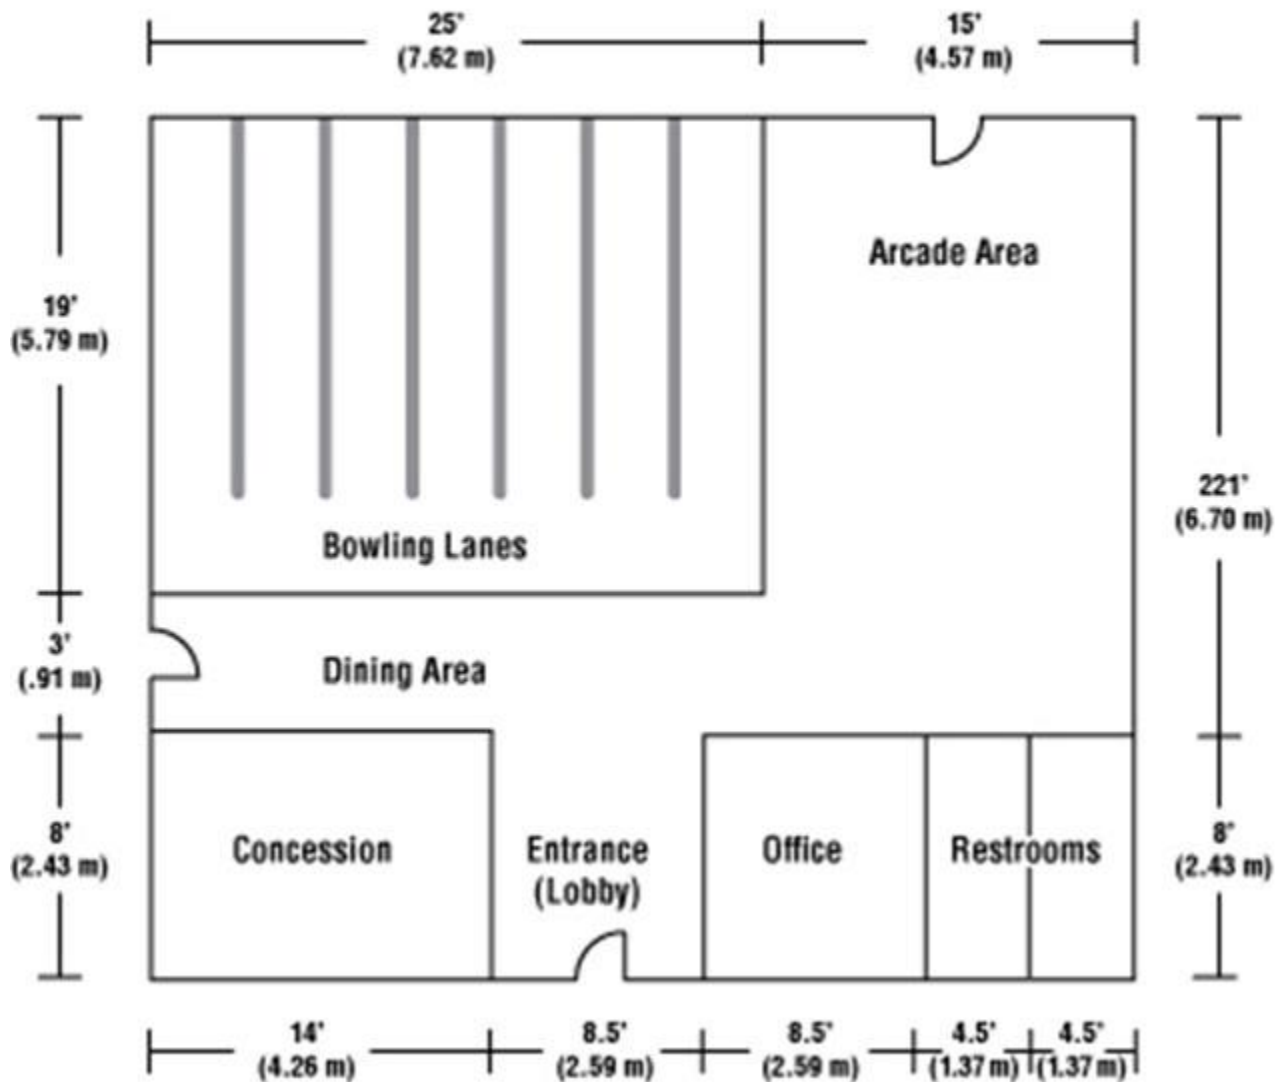 25'
(7.62 m)
15'
(4.57 m)
Arcade Area
19'
(5.79 m)
221'
(6.70 m)
Bowling Lanes
3'
(.91 m)
Dining Area
8'
(2.43 m)
Concession
Entrance
(Lobby)
Office
Restrooms
8'
(2.43 m)
14'
(4.26 m)
8.5'
(2.59 m)
8.5'
(2.59 m)
4.5'
(1.37 m)
4.5'
(1.37 m)